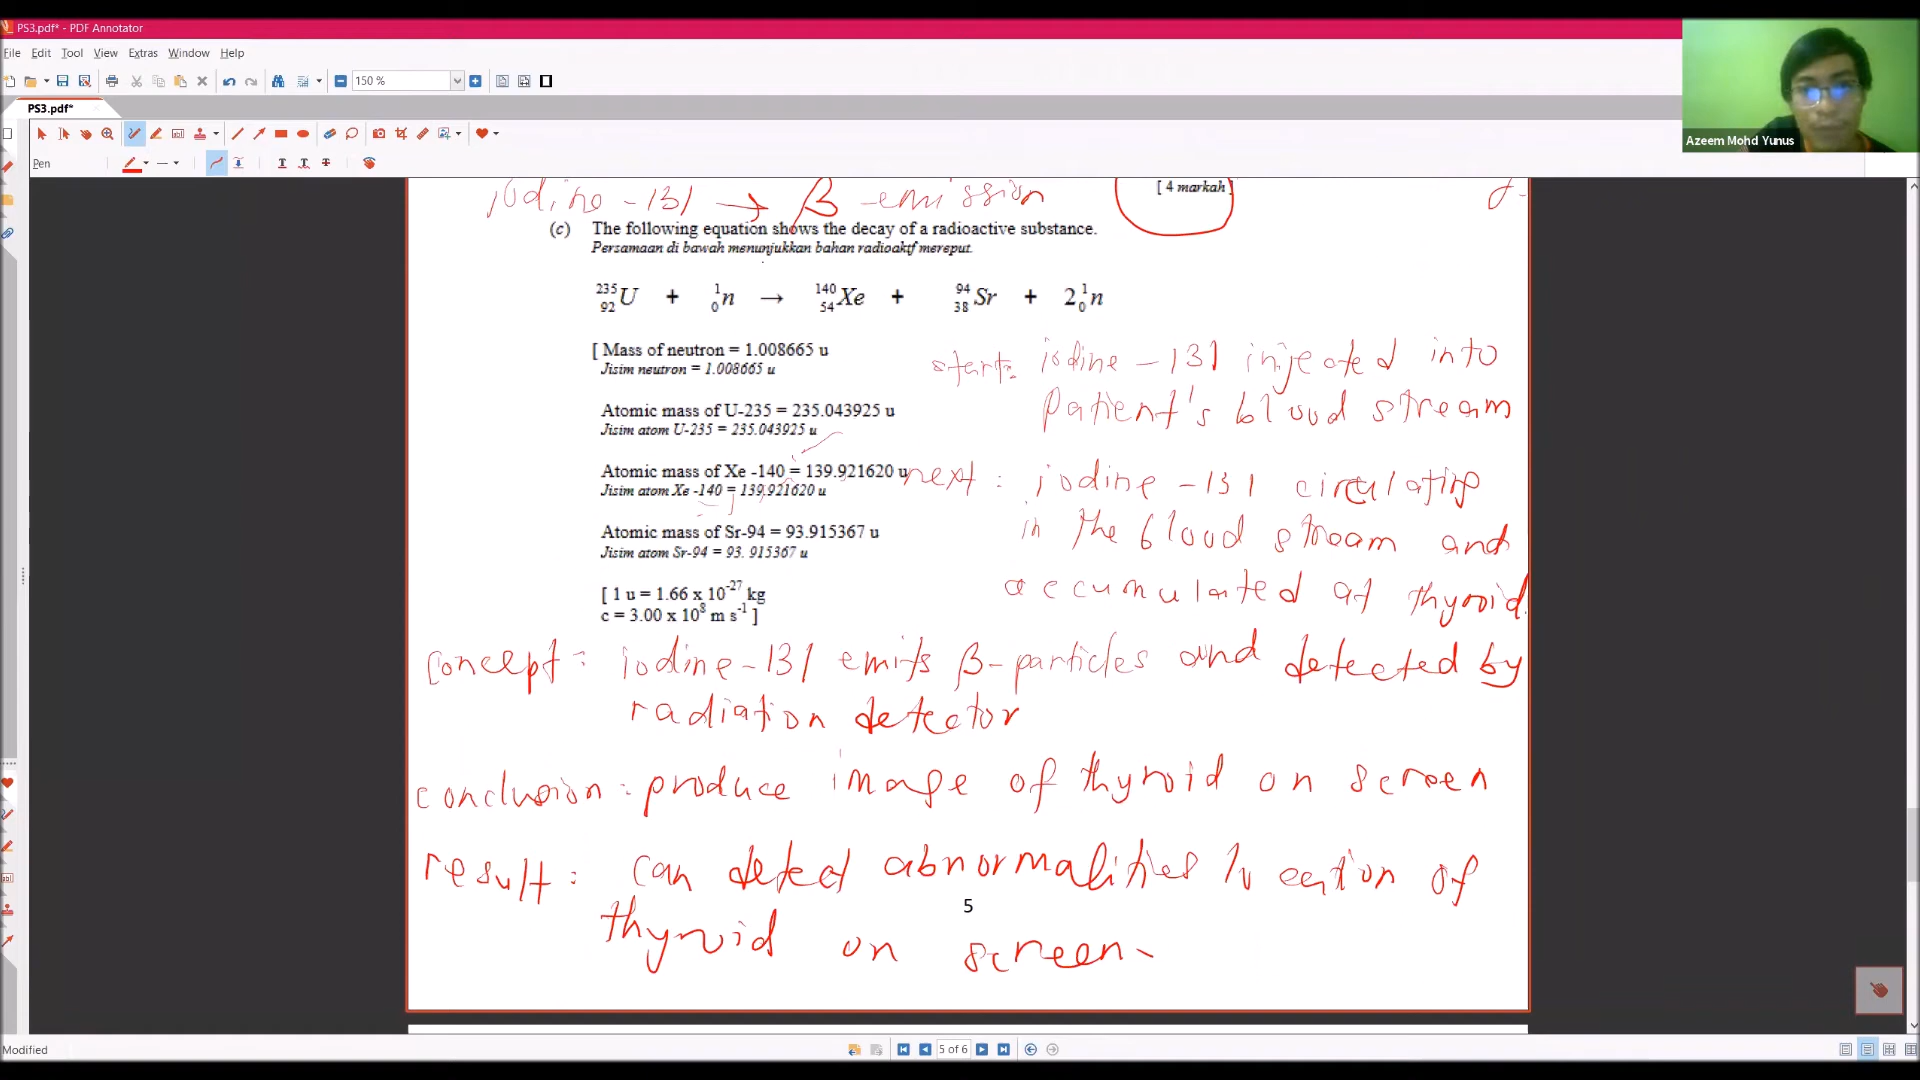 PS3.pdf* - PDF Annotator
File Edit Tool View Extras Window Help
150 %
PS3.pdf*
Pen
Azeem Mohd Yunus
iodine -131 → β -emission
[ 4 markah ]
(c) The following equation shows the decay of a radioactive substance.
Persamaan di bawah menunjukkan bahan radioaktf mereput.
²³⁵₉₂U + ¹₀n → ¹⁴⁰₅₄Xe + ⁹⁴₃₈Sr + 2¹₀n
[ Mass of neutron = 1.008665 u
Jisim neutron = 1.008665 u
start: iodine -131 injected into
patient's blood stream
Atomic mass of U-235 = 235.043925 u
Jisim atom U-235 = 235.043925 u
Atomic mass of Xe -140 = 139.921620 u
Jisim atom Xe -140 = 139.921620 u
next : iodine -131 circulating
in the blood stream and
accumulated at thyroid.
Atomic mass of Sr-94 = 93.915367 u
Jisim atom Sr-94 = 93. 915367 u
[ 1 u = 1.66 x 10⁻²⁷ kg
c = 3.00 x 10⁸ m s⁻¹ ]
concept : iodine -131 emits β-particles and detected by
radiation detector
conclusion : produce image of thyroid on screen
result : can detect abnormalities location of
thyroid on screen.
5
Modified
5 of 6